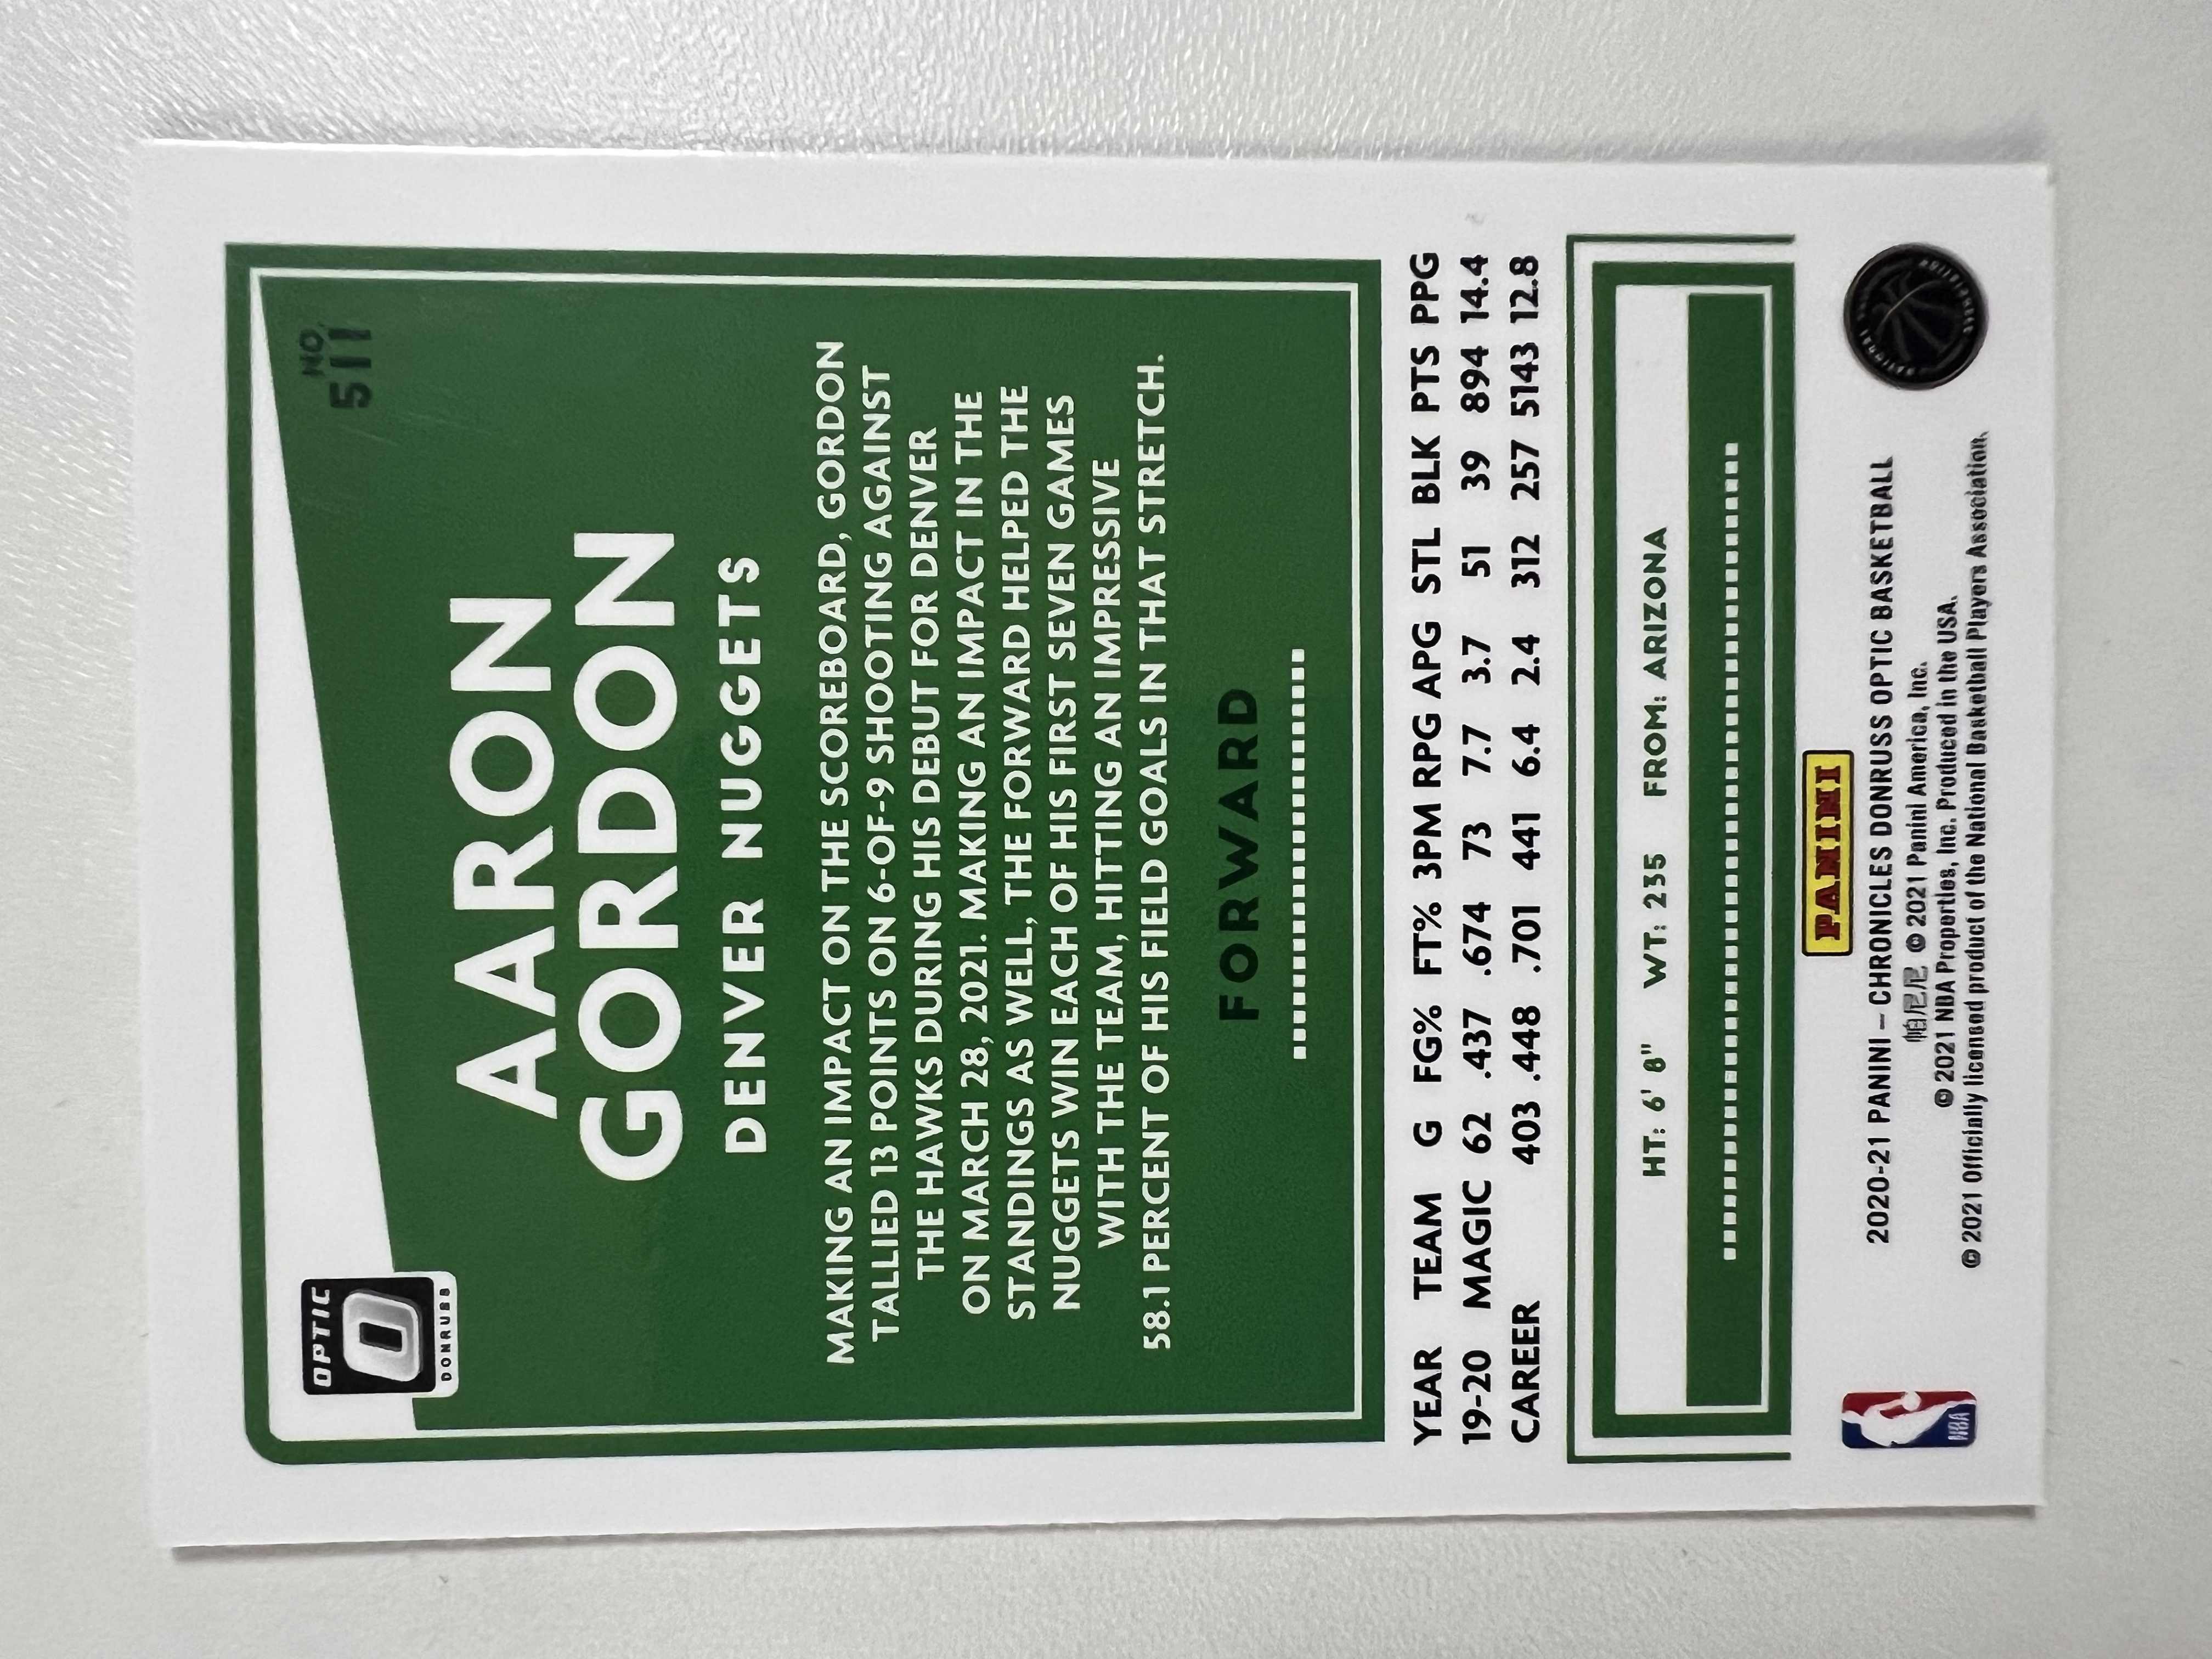 OPTIC
DONRUSS
NO.
511
AARON
GORDON
DENVER NUGGETS
MAKING AN IMPACT ON THE SCOREBOARD, GORDON
TALLIED 13 POINTS ON 6-OF-9 SHOOTING AGAINST
THE HAWKS DURING HIS DEBUT FOR DENVER
ON MARCH 28, 2021. MAKING AN IMPACT IN THE
STANDINGS AS WELL, THE FORWARD HELPED THE
NUGGETS WIN EACH OF HIS FIRST SEVEN GAMES
WITH THE TEAM, HITTING AN IMPRESSIVE
58.1 PERCENT OF HIS FIELD GOALS IN THAT STRETCH.
FORWARD
YEAR TEAM G FG% FT% 3PM RPG APG STL BLK PTS PPG
19-20 MAGIC 62 .437 .674 73 7.7 3.7 51 39 894 14.4
CAREER 403 .448 .701 441 6.4 2.4 312 257 5143 12.8
HT: 6' 8" WT: 235 FROM: ARIZONA
PANINI
NBA
2020-21 PANINI – CHRONICLES DONRUSS OPTIC BASKETBALL
帕尼尼 © 2021 Panini America, Inc.
© 2021 NBA Properties, Inc. Produced in the USA.
© 2021 Officially licensed product of the National Basketball Players Association.